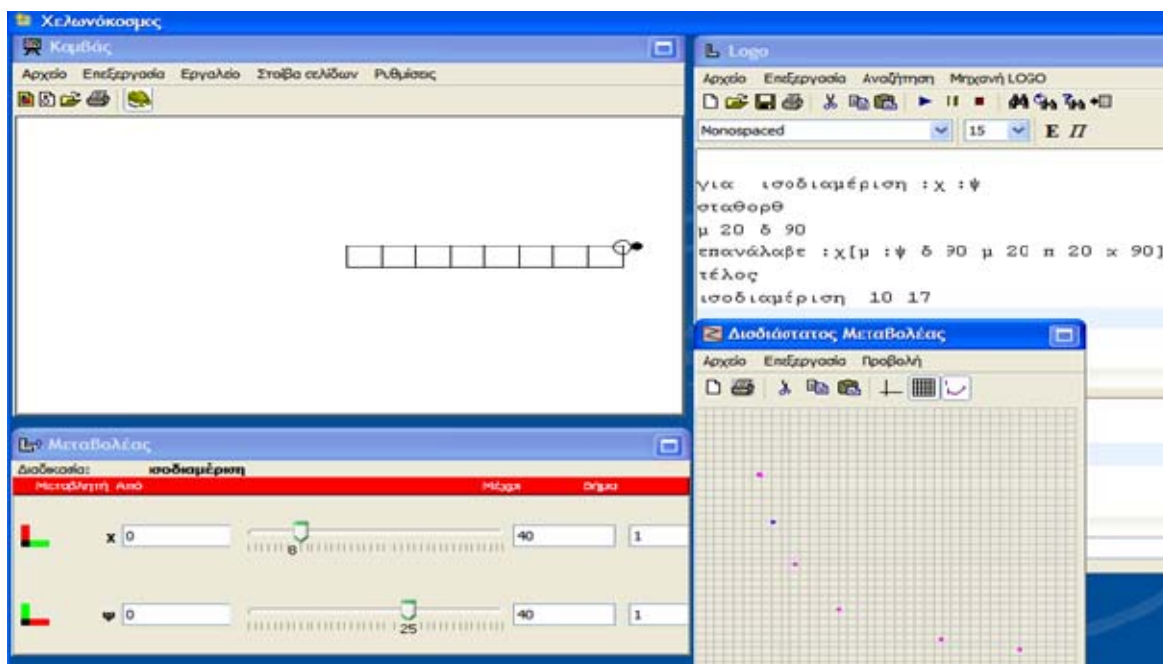 Χελωνόκοσμος
Καμβάς
Αρχείο Επεξεργασία Εργαλείο Στοίβα σελίδων Ρυθμίσεις
Logo
Αρχείο Επεξεργασία Αναζήτηση Μηχανή LOGO
Monospaced 15 Ε Π
για ισοδιαμέριση :χ :ψ
σταθορθ
μ 20 δ 90
επανάλαβε :χ[μ :ψ δ 90 μ 20 π 20 α 90]
τέλος
ισοδιαμέριση 10 17
Δισδιάστατος Μεταβολέας
Αρχείο Επεξεργασία Προβολή
Μεταβολέας
Διαδικασία: ισοδιαμέριση
Μεταβλητή Από Μέχρι Βήμα
χ 0 8 40 1
ψ 0 25 40 1